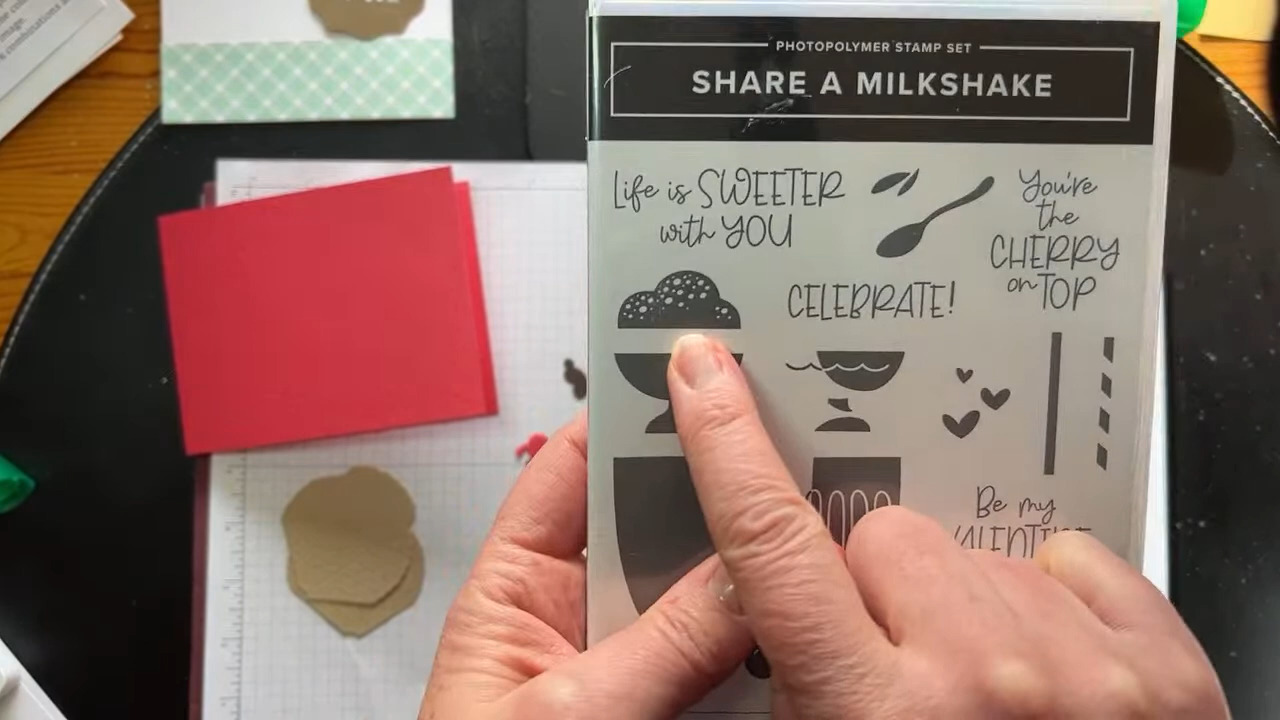 PHOTOPOLYMER STAMP SET
SHARE A MILKSHAKE
Life is SWEETER
with YOU
You're
the
CHERRY
on TOP
CELEBRATE!
Be my